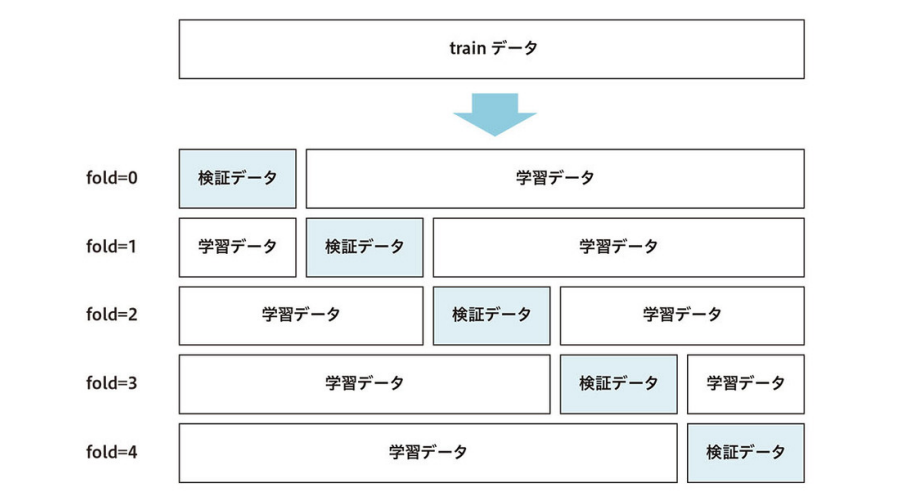 train データ
fold=0 検証データ 学習データ
fold=1 学習データ 検証データ 学習データ
fold=2 学習データ 検証データ 学習データ
fold=3 学習データ 検証データ 学習データ
fold=4 学習データ 検証データ